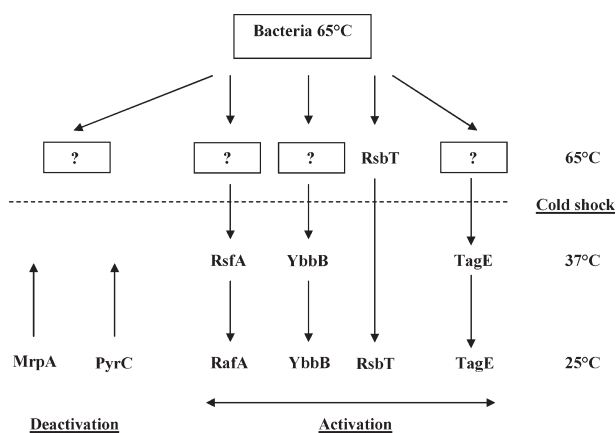 Bacteria 65°C
? ? ? RsbT ? 65°C
Cold shock
RsfA YbbB TagE 37°C
MrpA PyrC RafA YbbB RsbT TagE 25°C
Deactivation Activation